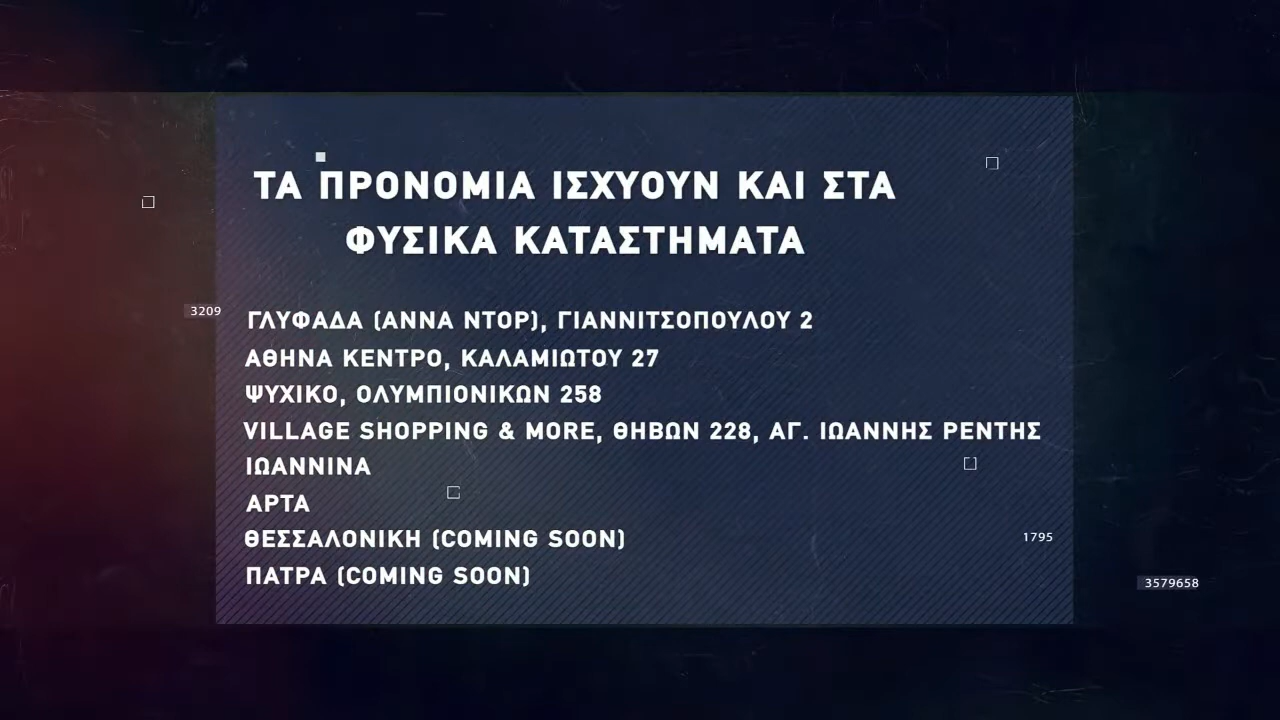 ΤΑ ΠΡΟΝΟΜΙΑ ΙΣΧΥΟΥΝ ΚΑΙ ΣΤΑ
ΦΥΣΙΚΑ ΚΑΤΑΣΤΗΜΑΤΑ
3209
ΓΛΥΦΑΔΑ (ΑΝΝΑ ΝΤΟΡ), ΓΙΑΝΝΙΤΣΟΠΟΥΛΟΥ 2
ΑΘΗΝΑ ΚΕΝΤΡΟ, ΚΑΛΑΜΙΩΤΟΥ 27
ΨΥΧΙΚΟ, ΟΛΥΜΠΙΟΝΙΚΩΝ 258
VILLAGE SHOPPING & MORE, ΘΗΒΩΝ 228, ΑΓ. ΙΩΑΝΝΗΣ ΡΕΝΤΗΣ
ΙΩΑΝΝΙΝΑ
ΑΡΤΑ
ΘΕΣΣΑΛΟΝΙΚΗ (COMING SOON)
1795
ΠΑΤΡΑ (COMING SOON)
3579658